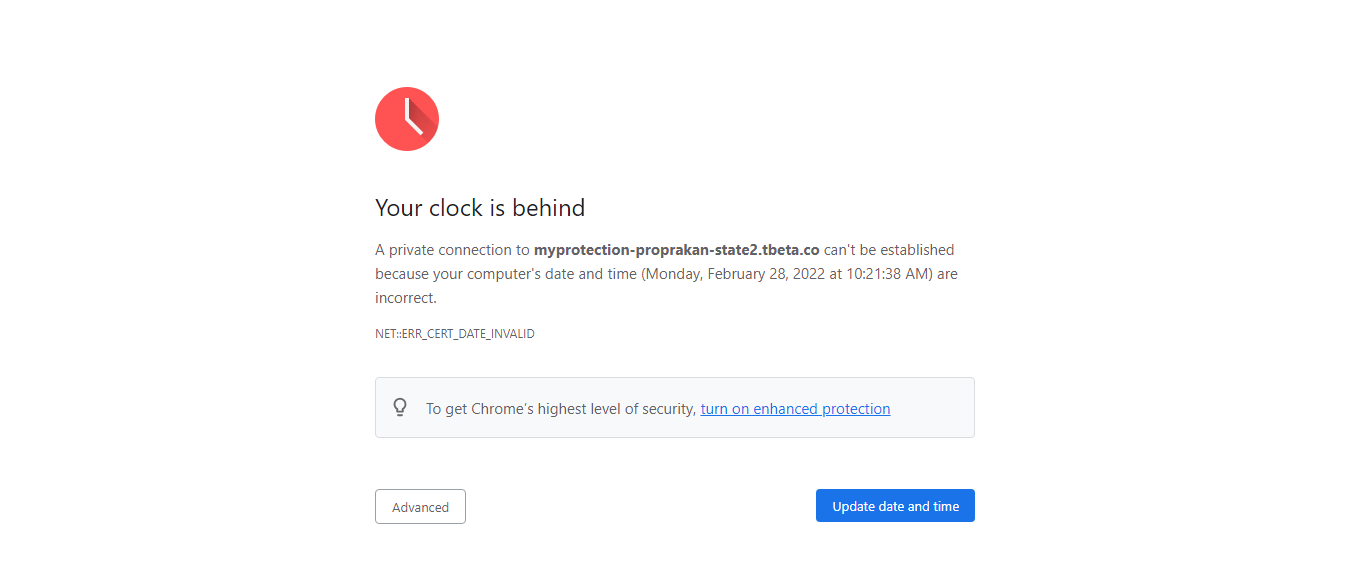 Your clock is behind
A private connection to myprotection-proprakan-state2.tbeta.co can't be established
because your computer's date and time (Monday, February 28, 2022 at 10:21:38 AM) are
incorrect.
NET::ERR_CERT_DATE_INVALID
To get Chrome’s highest level of security, turn on enhanced protection
Advanced
Update date and time